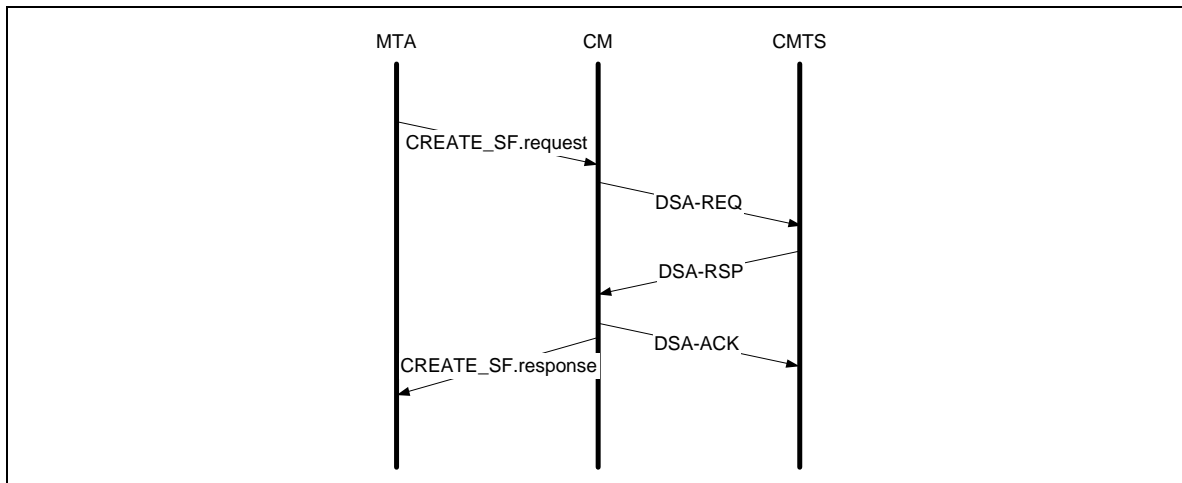 MTA CM CMTS
CREATE_SF.request
DSA-REQ
DSA-RSP
DSA-ACK
CREATE_SF.response